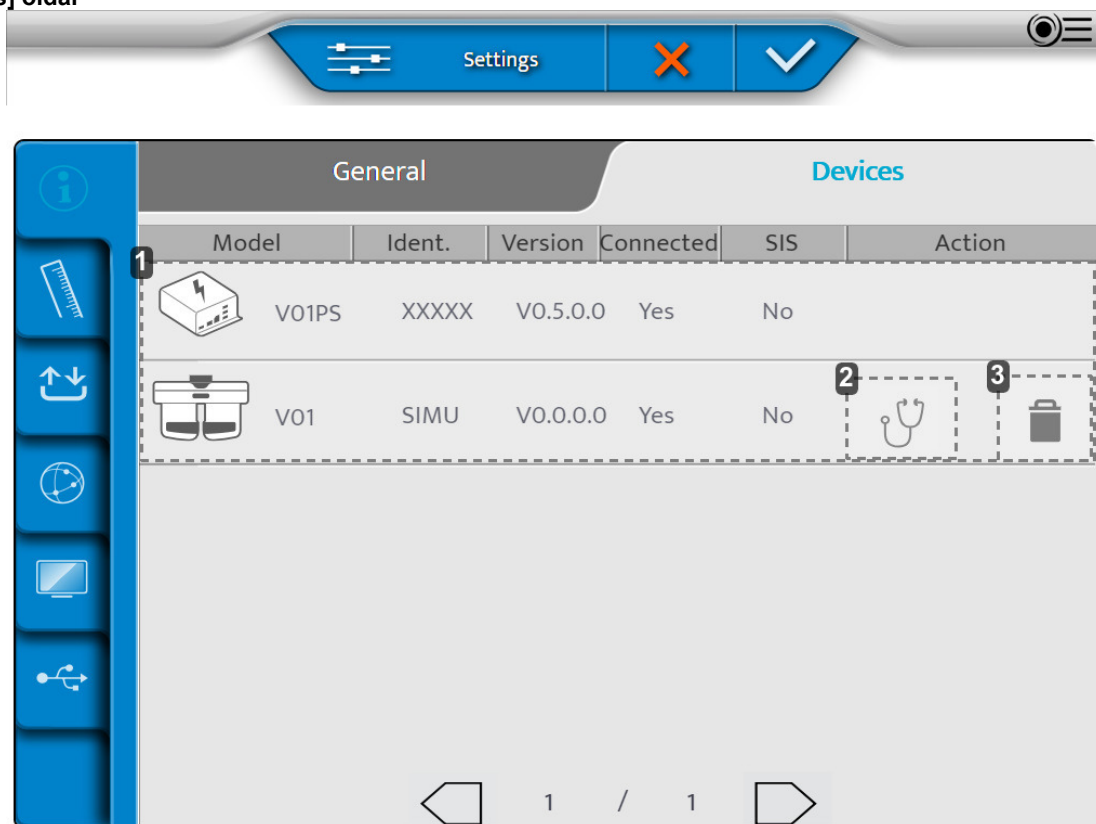 s] oldal
Settings
General Devices
Model Ident. Version Connected SIS Action
1
V01PS XXXXX V0.5.0.0 Yes No
2 3
V01 SIMU V0.0.0.0 Yes No
1 / 1